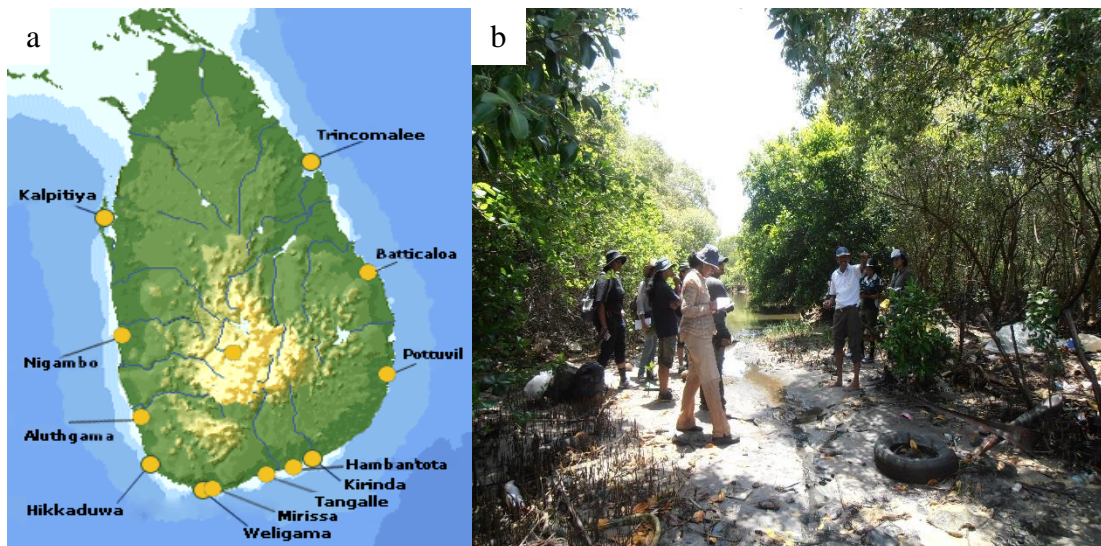 a
b
Trincomalee
Kalpitiya
Batticaloa
Nigambo
Pottuvil
Aluthgama
Hambantota
Kirinda
Hikkaduwa
Tangalle
Mirissa
Weligama